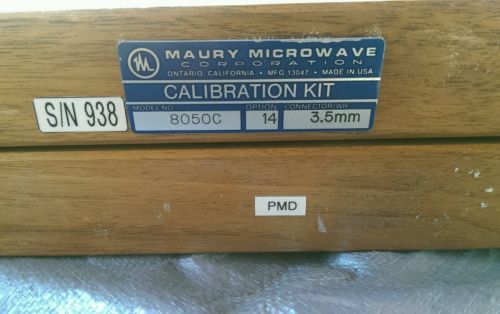 MAURY MICROWAVE
CORPORATION
ONTARIO, CALIFORNIA • MFG 13047 • MADE IN USA
CALIBRATION KIT
MODEL NO. OPTION CONNECTOR-WR
8050C 14 3.5mm
S/N 938
PMD